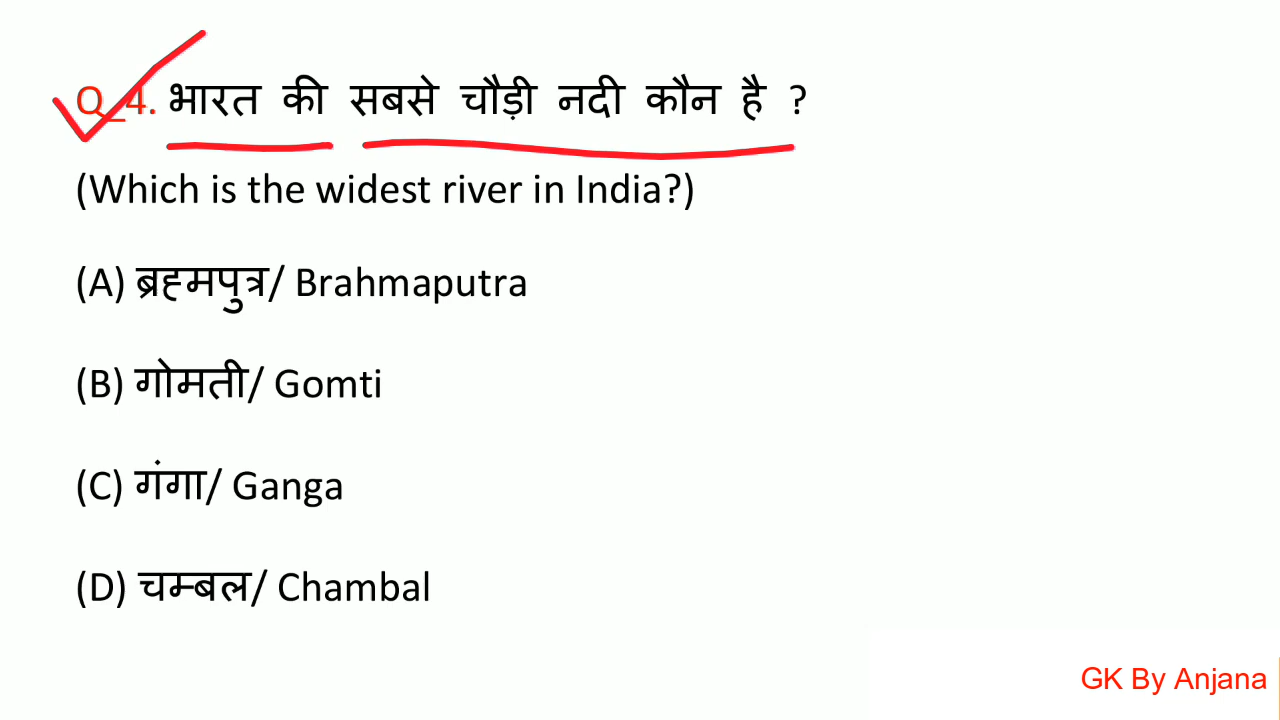 Q_4. भारत की सबसे चौड़ी नदी कौन है ?
(Which is the widest river in India?)
(A) ब्रह्मपुत्र/ Brahmaputra
(B) गोमती/ Gomti
(C) गंगा/ Ganga
(D) चम्बल/ Chambal
GK By Anjana